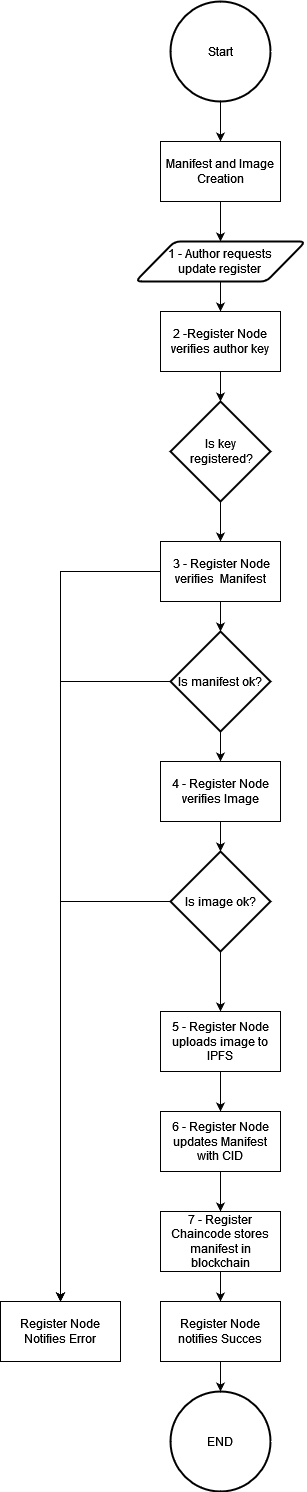 Start
Manifest and Image
Creation
1 - Author requests
update register
2 -Register Node
verifies author key
Is key
registered?
3 - Register Node
verifies Manifest
Is manifest ok?
4 - Register Node
verifies Image
Is image ok?
5 - Register Node
uploads image to
IPFS
6 - Register Node
updates Manifest
with CID
7 - Register
Chaincode stores
manifest in
blockchain
Register Node
Notifies Error
Register Node
notifies Succes
END